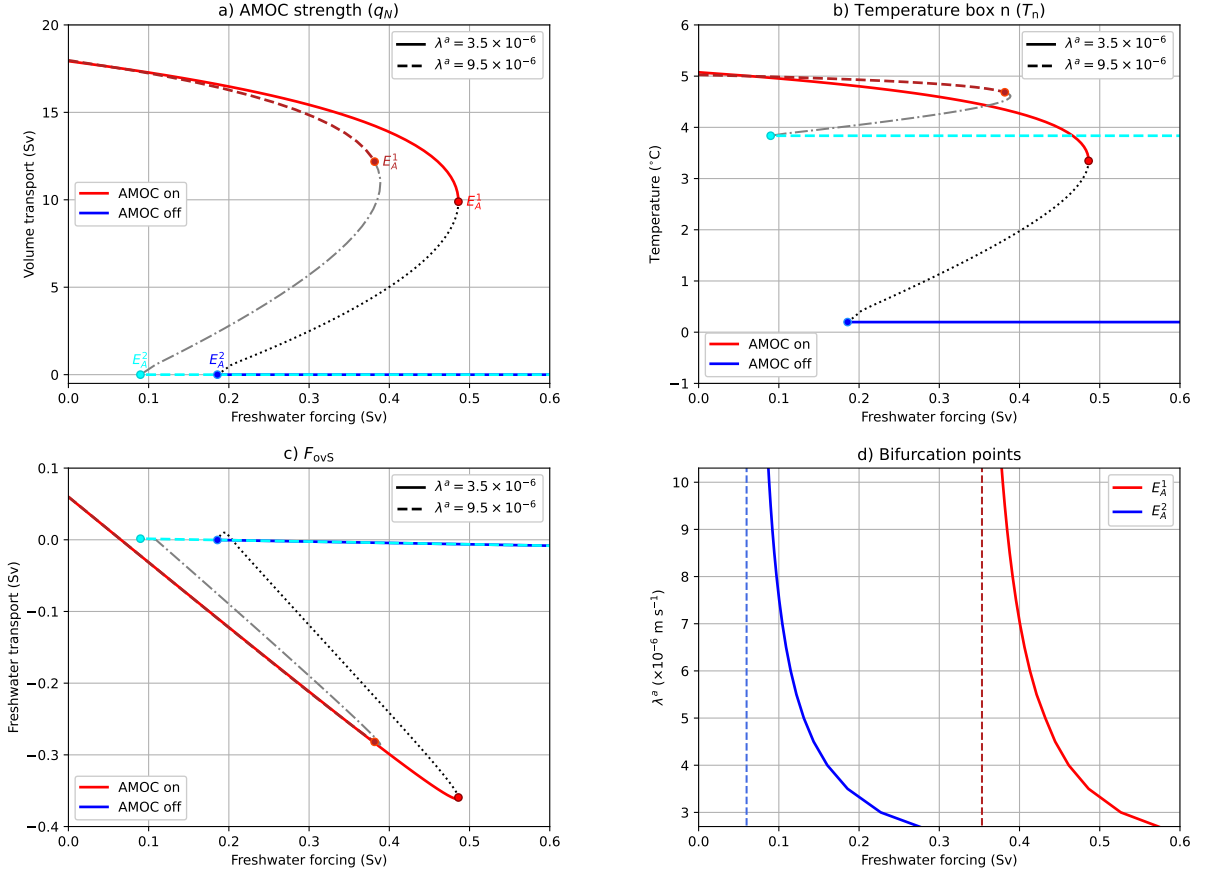 a) AMOC strength (q_N)
λ^a = 3.5 × 10^−6
λ^a = 9.5 × 10^−6
AMOC on
AMOC off
E_A^1
E_A^1
E_A^2
E_A^2
Volume transport (Sv)
0 5 10 15 20
0.0 0.1 0.2 0.3 0.4 0.5 0.6
Freshwater forcing (Sv)
b) Temperature box n (T_n)
λ^a = 3.5 × 10^−6
λ^a = 9.5 × 10^−6
AMOC on
AMOC off
Temperature (°C)
−1 0 1 2 3 4 5 6
0.0 0.1 0.2 0.3 0.4 0.5 0.6
Freshwater forcing (Sv)
c) F_ovS
λ^a = 3.5 × 10^−6
λ^a = 9.5 × 10^−6
AMOC on
AMOC off
Freshwater transport (Sv)
−0.4 −0.3 −0.2 −0.1 0.0 0.1
0.0 0.1 0.2 0.3 0.4 0.5 0.6
Freshwater forcing (Sv)
d) Bifurcation points
E_A^1
E_A^2
λ^a (×10^−6 m s^−1)
3 4 5 6 7 8 9 10
0.0 0.1 0.2 0.3 0.4 0.5 0.6
Freshwater forcing (Sv)